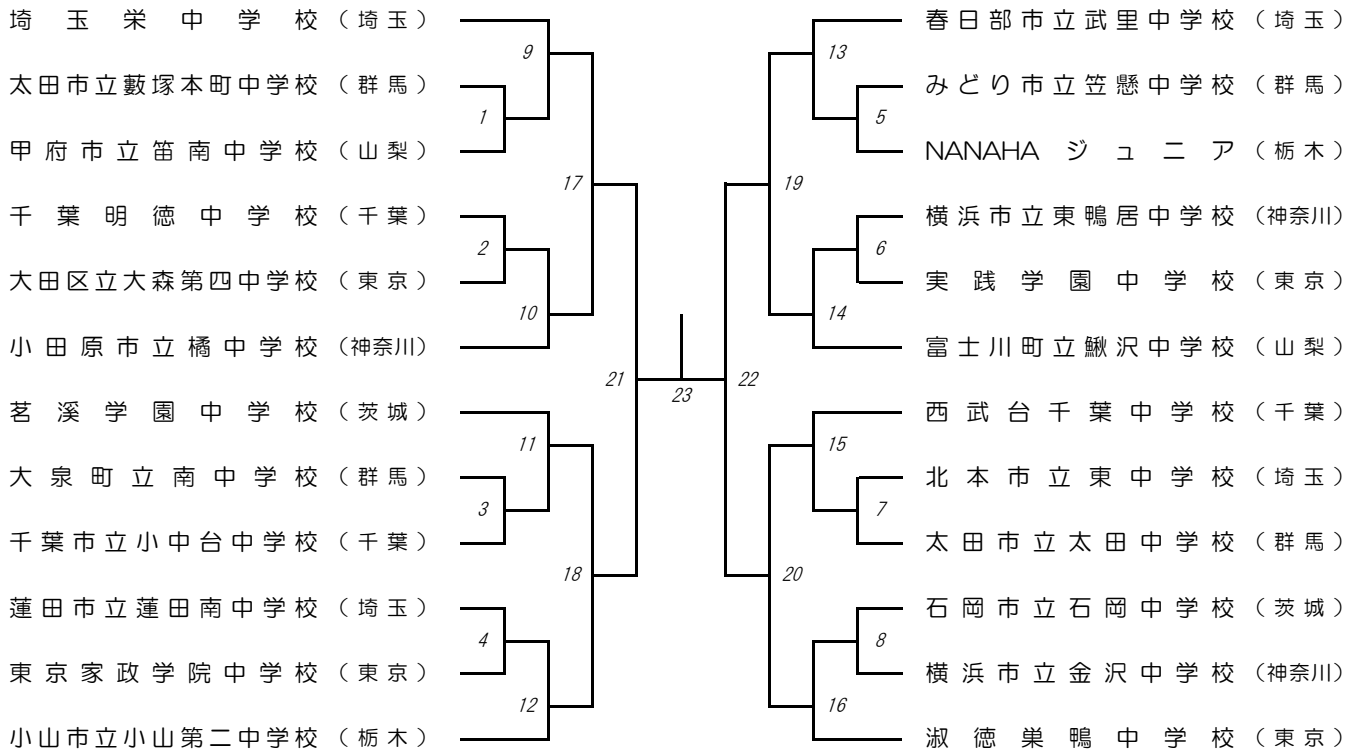 埼玉栄中学校（埼玉）
太田市立藪塚本町中学校（群馬）
甲府市立笛南中学校（山梨）
千葉明徳中学校（千葉）
大田区立大森第四中学校（東京）
小田原市立橘中学校（神奈川）
茗溪学園中学校（茨城）
大泉町立南中学校（群馬）
千葉市立小中台中学校（千葉）
蓮田市立蓮田南中学校（埼玉）
東京家政学院中学校（東京）
小山市立小山第二中学校（栃木）
9
1
17
2
10
21
11
3
18
4
12
23
22
13
5
19
6
14
15
7
20
8
16
春日部市立武里中学校（埼玉）
みどり市立笠懸中学校（群馬）
NANAHAジュニア（栃木）
横浜市立東鴨居中学校（神奈川）
実践学園中学校（東京）
富士川町立鰍沢中学校（山梨）
西武台千葉中学校（千葉）
北本市立東中学校（埼玉）
太田市立太田中学校（群馬）
石岡市立石岡中学校（茨城）
横浜市立金沢中学校（神奈川）
淑徳巣鴨中学校（東京）